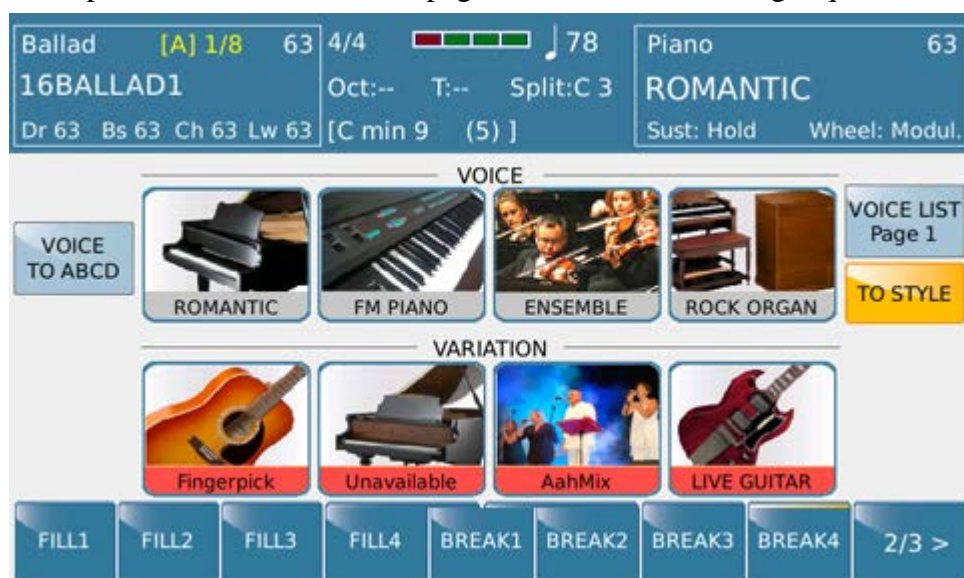 Ballad [A] 1/8 63 4/4 78 Piano 63
16BALLAD1 Oct:-- T:-- Split:C 3 ROMANTIC
Dr 63 Bs 63 Ch 63 Lw 63 [C min 9 (5) ] Sust: Hold Wheel: Modul.
VOICE
VOICE TO ABCD
ROMANTIC FM PIANO ENSEMBLE ROCK ORGAN
VOICE LIST
Page 1
TO STYLE
VARIATION
Fingerpick Unavailable AahMix LIVE GUITAR
FILL1 FILL2 FILL3 FILL4 BREAK1 BREAK2 BREAK3 BREAK4 2/3 >